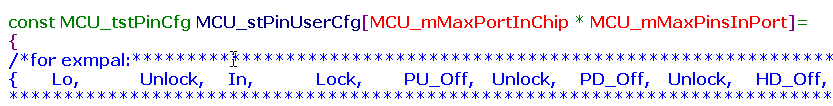 const MCU_tstPinCfg MCU_stPinUserCfg[MCU_mMaxPortInChip * MCU_mMaxPinsInPort]=
{
/*for exmpal:****************************************************************
{ Lo, Unlock, In, Lock, PU_Off, Unlock, PD_Off, Unlock, HD_Off,
****************************************************************************